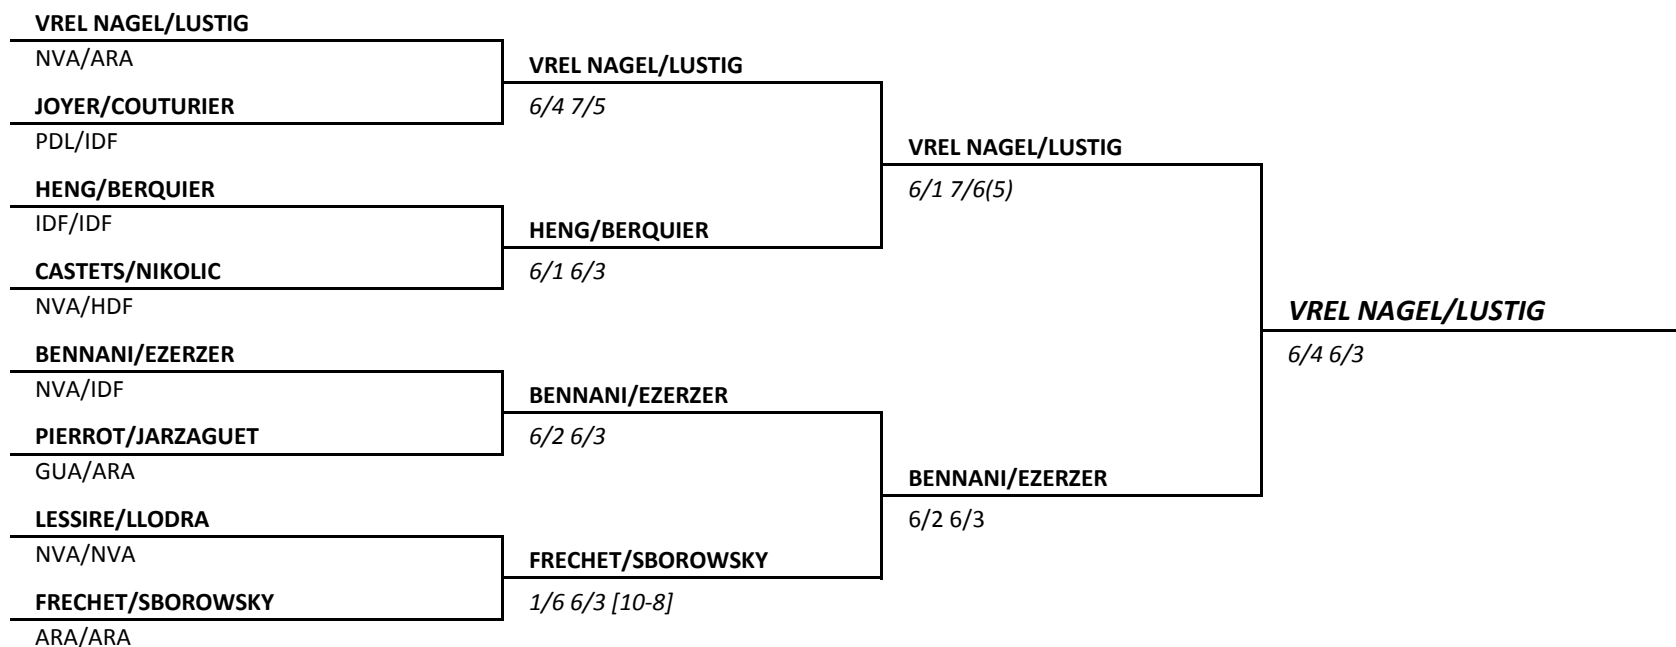 VREL NAGEL/LUSTIG
NVA/ARA
VREL NAGEL/LUSTIG
JOYER/COUTURIER
6/4 7/5
PDL/IDF
VREL NAGEL/LUSTIG
HENG/BERQUIER
6/1 7/6(5)
IDF/IDF
HENG/BERQUIER
CASTETS/NIKOLIC
6/1 6/3
NVA/HDF
VREL NAGEL/LUSTIG
BENNANI/EZERZER
6/4 6/3
NVA/IDF
BENNANI/EZERZER
PIERROT/JARZAGUET
6/2 6/3
GUA/ARA
BENNANI/EZERZER
LESSIRE/LLODRA
6/2 6/3
NVA/NVA
FRECHET/SBOROWSKY
FRECHET/SBOROWSKY
1/6 6/3 [10-8]
ARA/ARA